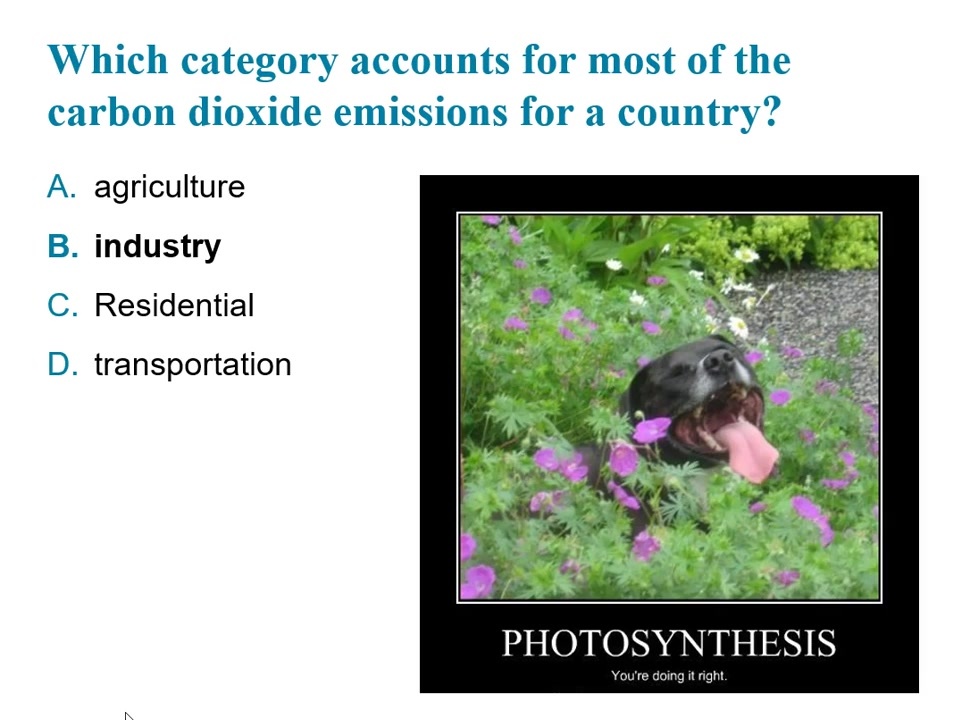 Which category accounts for most of the
carbon dioxide emissions for a country?
A. agriculture
B. industry
C. Residential
D. transportation
PHOTOSYNTHESIS
You're doing it right.